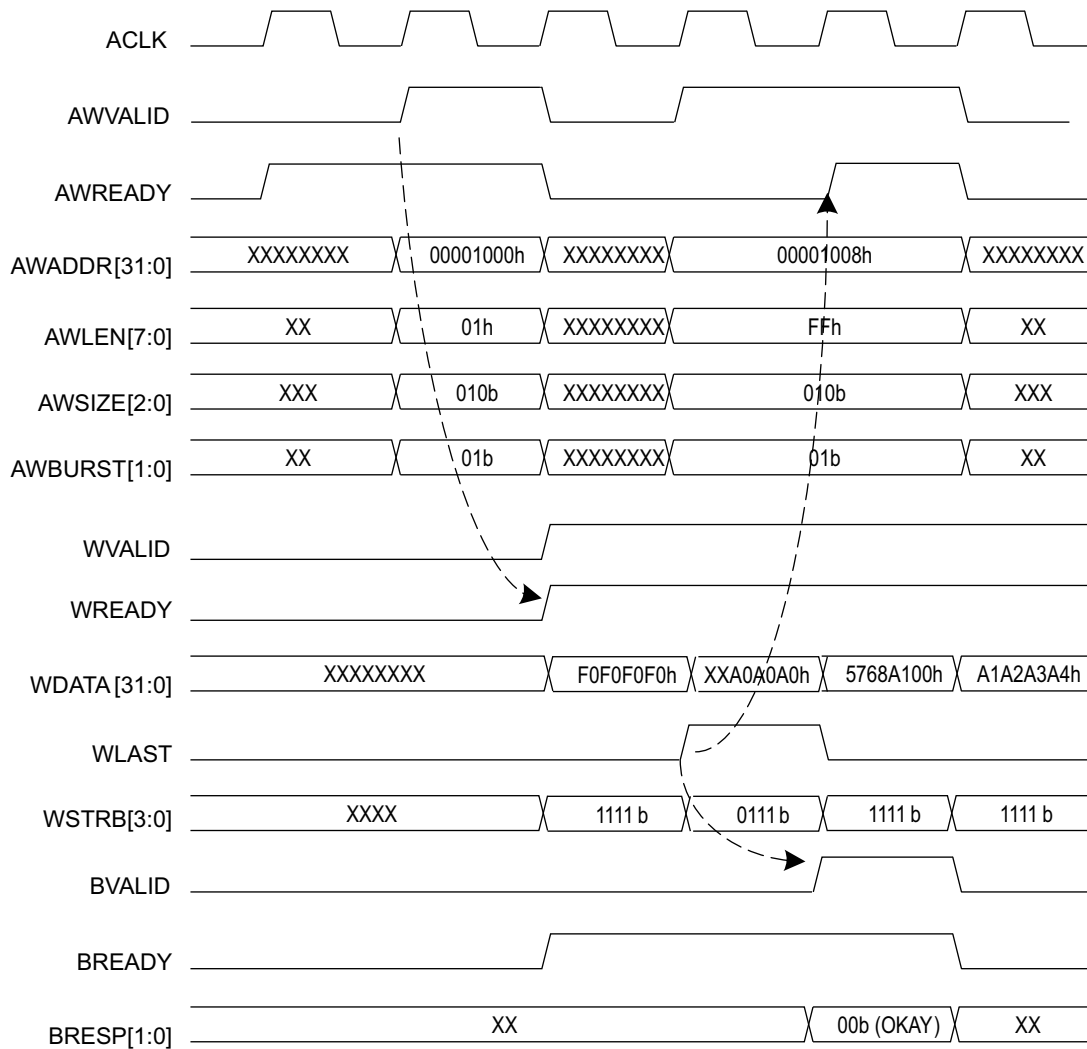 ACLK
AWVALID
AWREADY
AWADDR[31:0] XXXXXXXX 00001000h XXXXXXXX 00001008h XXXXXXXX
AWLEN[7:0] XX 01h XXXXXXXX FFh XX
AWSIZE[2:0] XXX 010b XXXXXXXX 010b XXX
AWBURST[1:0] XX 01b XXXXXXXX 01b XX
WVALID
WREADY
WDATA[31:0] XXXXXXXX F0F0F0F0h XXA0A0A0h 5768A100h A1A2A3A4h
WLAST
WSTRB[3:0] XXXX 1111 b 0111 b 1111 b 1111 b
BVALID
BREADY
BRESP[1:0] XX 00b (OKAY) XX